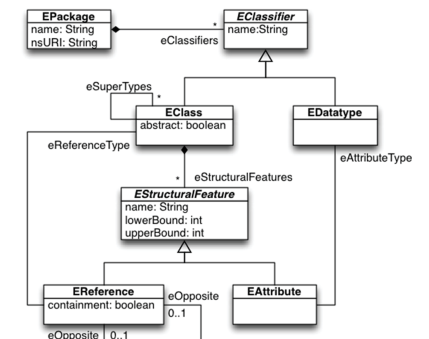 EPackage
name: String
nsURI: String
*
eClassifiers
EClassifier
name:String
eSuperTypes
*
EClass
abstract: boolean
EDatatype
eReferenceType
eAttributeType
*
eStructuralFeatures
EStructuralFeature
name: String
lowerBound: int
upperBound: int
EReference
containment: boolean
eOpposite
0..1
EAttribute
eOpposite
0..1